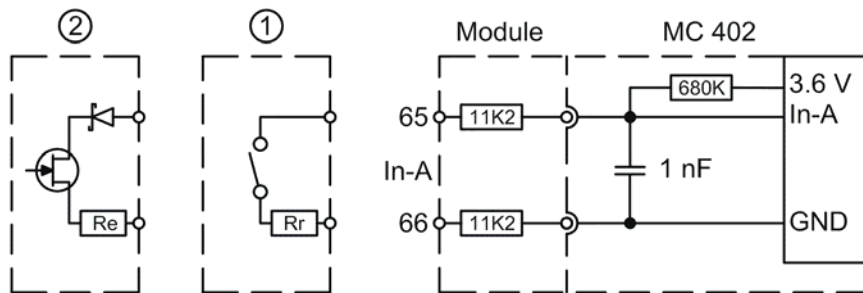 ② ① Module MC 402
680K 3.6 V
65 11K2 In-A
In-A 1 nF
Re Rr 66 11K2 GND